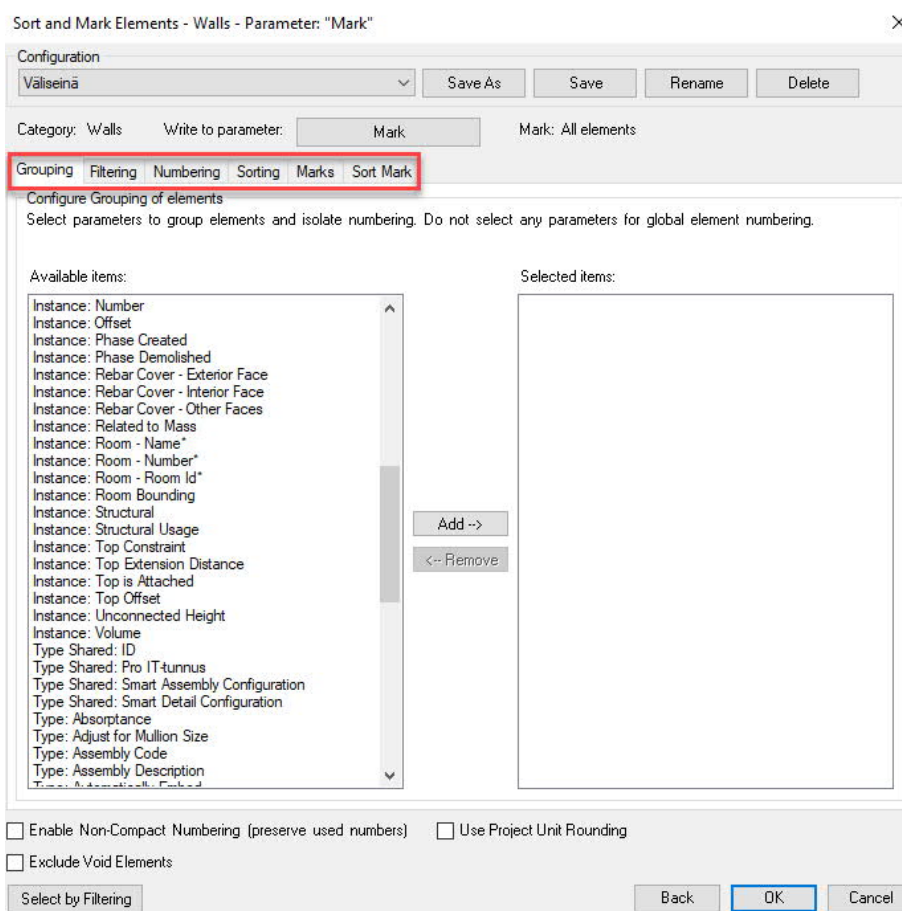 Sort and Mark Elements - Walls - Parameter: "Mark"
Configuration
Väliseinä Save As Save Rename Delete
Category: Walls Write to parameter: Mark Mark: All elements
Grouping Filtering Numbering Sorting Marks Sort Mark
Configure Grouping of elements
Select parameters to group elements and isolate numbering. Do not select any parameters for global element numbering.
Available items: Selected items:
Instance: Number
Instance: Offset
Instance: Phase Created
Instance: Phase Demolished
Instance: Rebar Cover - Exterior Face
Instance: Rebar Cover - Interior Face
Instance: Rebar Cover - Other Faces
Instance: Related to Mass
Instance: Room - Name*
Instance: Room - Number*
Instance: Room - Room Id*
Instance: Room Bounding
Instance: Structural
Instance: Structural Usage
Instance: Top Constraint
Instance: Top Extension Distance
Instance: Top is Attached
Instance: Top Offset
Instance: Unconnected Height
Instance: Volume
Type Shared: ID
Type Shared: Pro IT-tunnus
Type Shared: Smart Assembly Configuration
Type Shared: Smart Detail Configuration
Type: Absorptance
Type: Adjust for Mullion Size
Type: Assembly Code
Type: Assembly Description
Add -->
<-- Remove
Enable Non-Compact Numbering (preserve used numbers) Use Project Unit Rounding
Exclude Void Elements
Select by Filtering Back OK Cancel